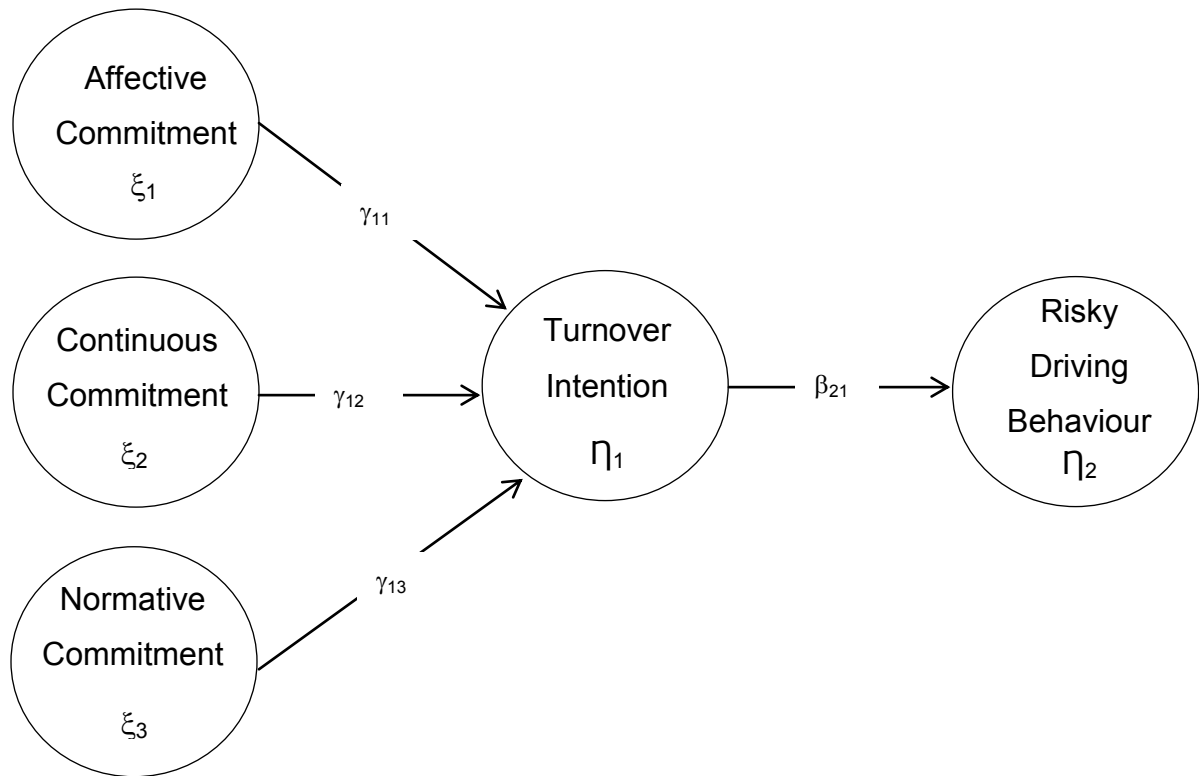 Affective
Commitment
ξ1
γ11
Continuous
Commitment
ξ2
γ12
Normative
Commitment
ξ3
γ13
Turnover
Intention
η1
β21
Risky
Driving
Behaviour
η2